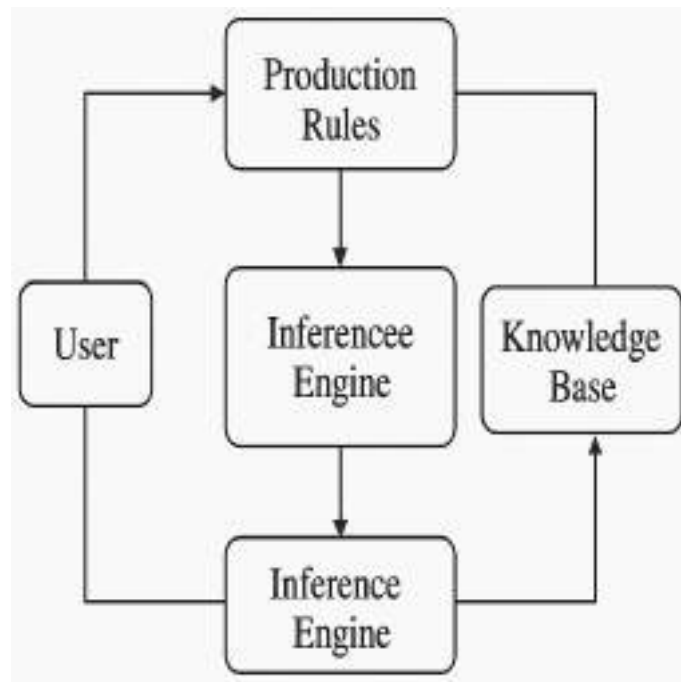 Production
Rules
User
Inferencee
Engine
Knowledge
Base
Inference
Engine